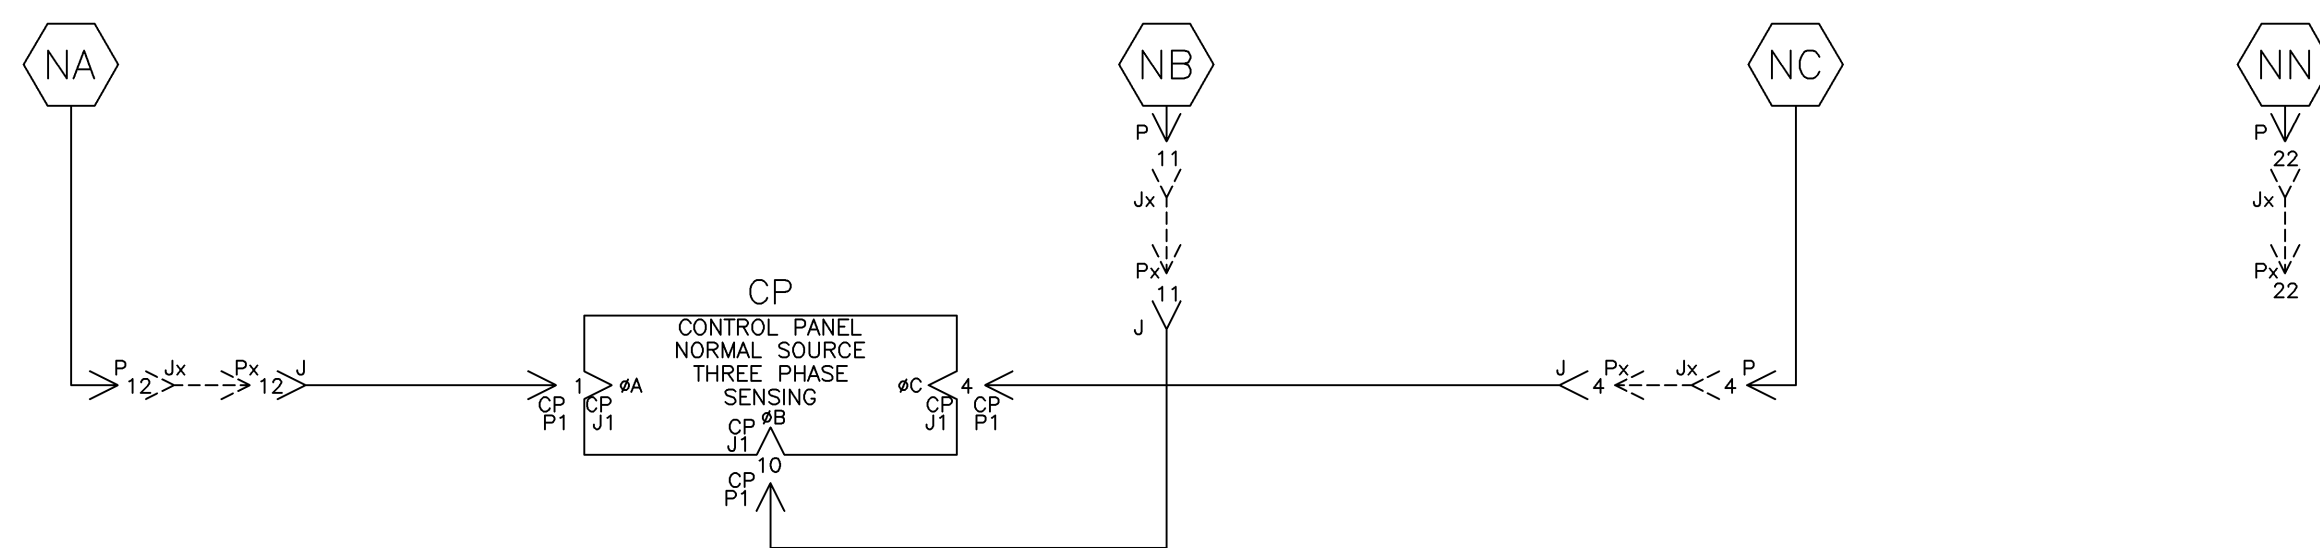 NA
NB
NC
NN
P
P
11
22
Jx
Jx
Px
Px
11
22
CP
J
CONTROL PANEL
NORMAL SOURCE
THREE PHASE
SENSING
P 12 Jx Px 12 J
1 øA
øC 4
J 4 Px Jx 4 P
CP
P1
CP
J1
CP
J1
CP
P1
øB
CP
J1
10
CP
P1